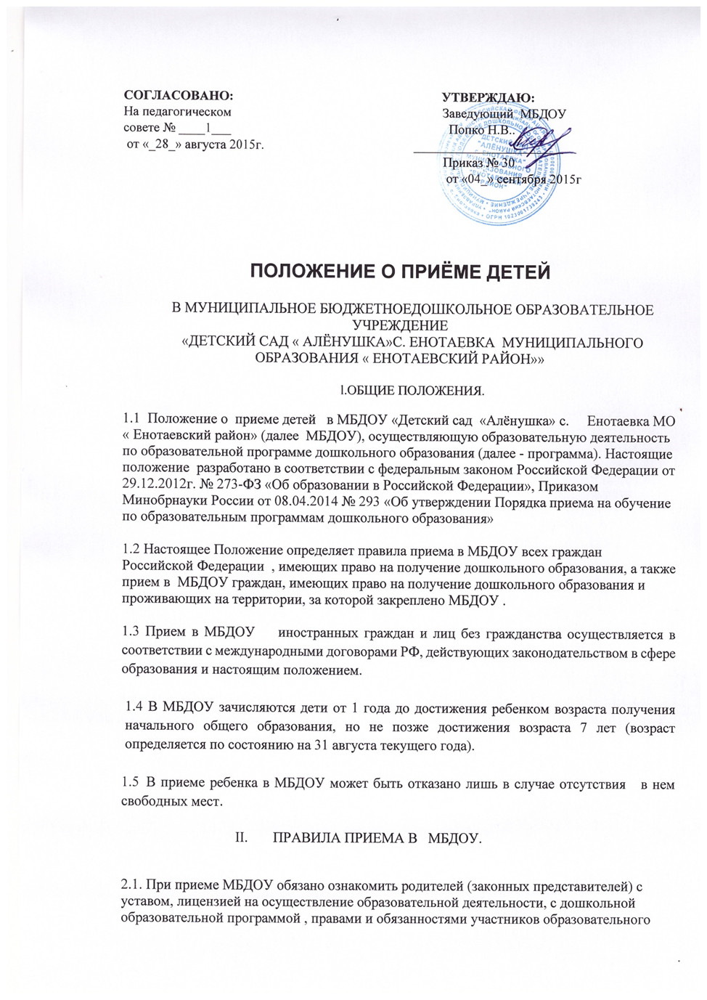 СОГЛАСОВАНО:
На педагогическом
совете № ____1___
от «_28_» августа 2015г.
УТВЕРЖДАЮ:
Заведующий МБДОУ
Попко Н.В..
Приказ № 30
от «04_» сентября 2015г
ДЕТСКИЙ САД
"АЛЁНУШКА"
С. ЕНОТАЕВКА
МУНИЦИПАЛЬНОГО
ОБРАЗОВАНИЯ
"ЕНОТАЕВСКИЙ
РАЙОН"
ПОЛОЖЕНИЕ О ПРИЁМЕ ДЕТЕЙ
В МУНИЦИПАЛЬНОЕ БЮДЖЕТНОЕДОШКОЛЬНОЕ ОБРАЗОВАТЕЛЬНОЕ
УЧРЕЖДЕНИЕ
«ДЕТСКИЙ САД « АЛЁНУШКА»С. ЕНОТАЕВКА МУНИЦИПАЛЬНОГО
ОБРАЗОВАНИЯ « ЕНОТАЕВСКИЙ РАЙОН»»
I.ОБЩИЕ ПОЛОЖЕНИЯ.
1.1 Положение о приеме детей в МБДОУ «Детский сад «Алёнушка» с. Енотаевка МО
« Енотаевский район» (далее МБДОУ), осуществляющую образовательную деятельность
по образовательной программе дошкольного образования (далее - программа). Настоящие
положение разработано в соответствии с федеральным законом Российской Федерации от
29.12.2012г. № 273-ФЗ «Об образовании в Российской Федерации», Приказом
Минобрнауки России от 08.04.2014 № 293 «Об утверждении Порядка приема на обучение
по образовательным программам дошкольного образования»
1.2 Настоящее Положение определяет правила приема в МБДОУ всех граждан
Российской Федерации , имеющих право на получение дошкольного образования, а также
прием в МБДОУ граждан, имеющих право на получение дошкольного образования и
проживающих на территории, за которой закреплено МБДОУ .
1.3 Прием в МБДОУ иностранных граждан и лиц без гражданства осуществляется в
соответствии с международными договорами РФ, действующих законодательством в сфере
образования и настоящим положением.
1.4 В МБДОУ зачисляются дети от 1 года до достижения ребенком возраста получения
начального общего образования, но не позже достижения возраста 7 лет (возраст
определяется по состоянию на 31 августа текущего года).
1.5 В приеме ребенка в МБДОУ может быть отказано лишь в случае отсутствия в нем
свободных мест.
II. ПРАВИЛА ПРИЕМА В МБДОУ.
2.1. При приеме МБДОУ обязано ознакомить родителей (законных представителей) с
уставом, лицензией на осуществление образовательной деятельности, с дошкольной
образовательной программой , правами и обязанностями участников образовательного